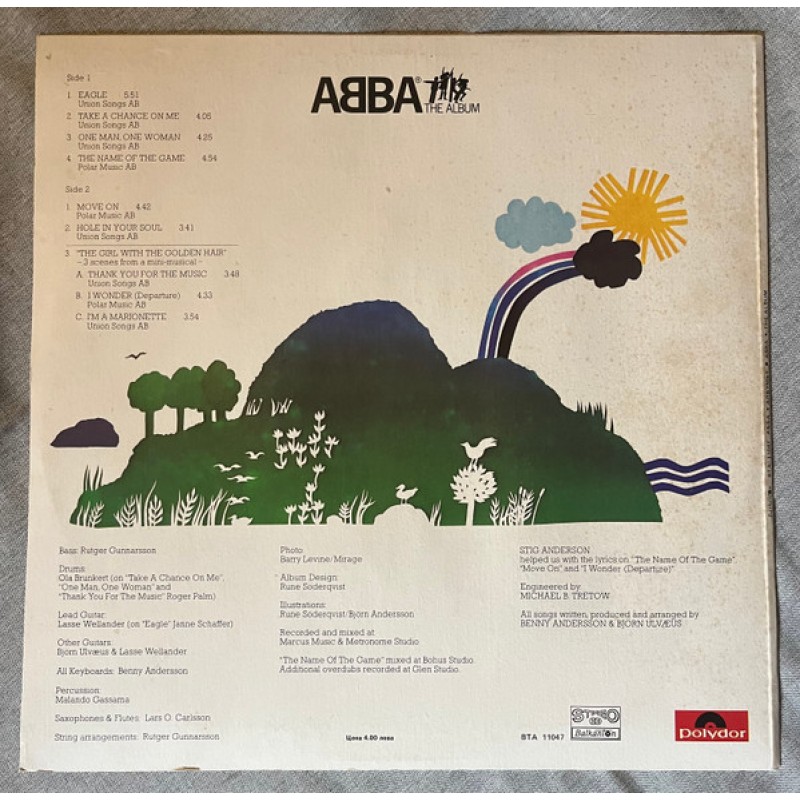 Side 1
1. EAGLE 5.51
Union Songs AB
2. TAKE A CHANCE ON ME 4.05
Union Songs AB
3. ONE MAN, ONE WOMAN 4.25
Union Songs AB
4. THE NAME OF THE GAME 4.54
Polar Music AB
Side 2
1. MOVE ON 4.42
Polar Music AB
2. HOLE IN YOUR SOUL 3.41
Union Songs AB
3. "THE GIRL WITH THE GOLDEN HAIR"
– 3 scenes from a mini-musical –
A. THANK YOU FOR THE MUSIC 3.48
Union Songs AB
B. I WONDER (Departure) 4.33
Polar Music AB
C. I'M A MARIONETTE 3.54
Union Songs AB
ABBA®
THE ALBUM
Bass: Rutger Gunnarsson
Drums:
Ola Brunkert (on "Take A Chance On Me",
"One Man, One Woman" and
"Thank You For The Music" Roger Palm)
Lead Guitar:
Lasse Wellander (on "Eagle" Janne Schaffer)
Other Guitars:
Björn Ulvæus & Lasse Wellander
All Keyboards: Benny Andersson
Percussion:
Malando Gassama
Saxophones & Flutes: Lars O. Carlsson
String arrangements: Rutger Gunnarsson
Photo:
Barry Levine/Mirage
Album Design:
Rune Söderqvist
Illustrations:
Rune Söderqvist/Björn Andersson
Recorded and mixed at
Marcus Music & Metronome Studio
"The Name Of The Game" mixed at Bohus Studio.
Additional overdubs recorded at Glen Studio.
STIG ANDERSON
helped us with the lyrics on "The Name Of The Game"
"Move On" and "I Wonder (Departure)"
Engineered by
MICHAEL B. TRETOW
All songs written, produced and arranged by
BENNY ANDERSSON & BJÖRN ULVÆUS
Цена 4.80 лева
BTA 11047
STEREO
Balkanton
polydor